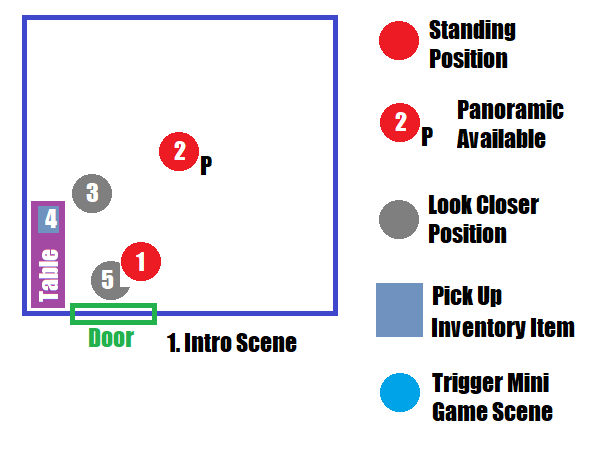 2
P
3
4
Table
1
5
Door
1. Intro Scene
Standing
Position
2
P
Panoramic
Available
Look Closer
Position
Pick Up
Inventory Item
Trigger Mini
Game Scene